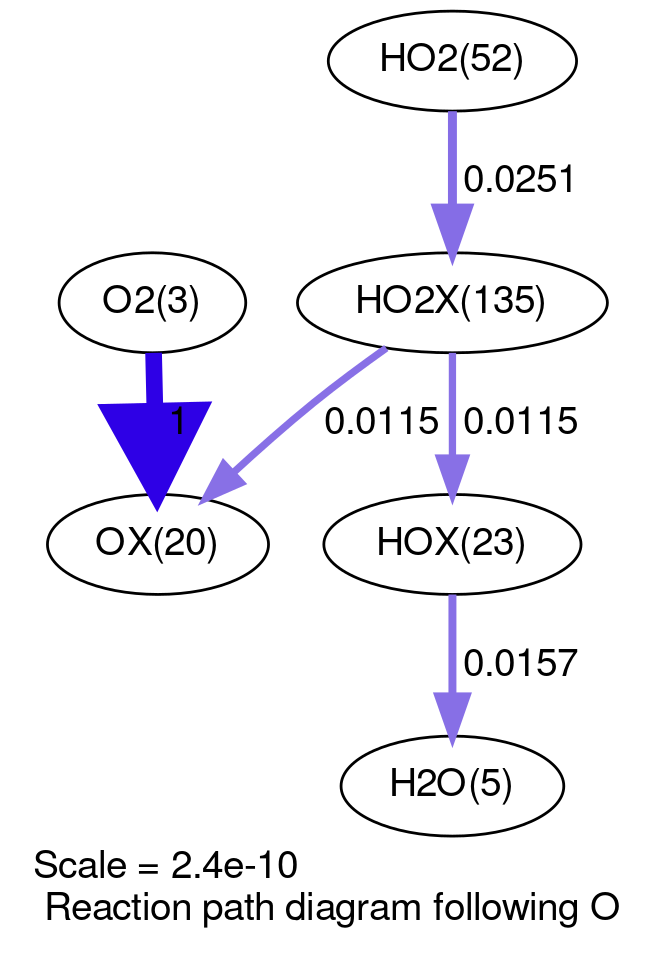 HO2(52)
0.0251
O2(3)
HO2X(135)
1
0.0115
0.0115
OX(20)
HOX(23)
0.0157
H2O(5)
Scale = 2.4e-10
Reaction path diagram following O